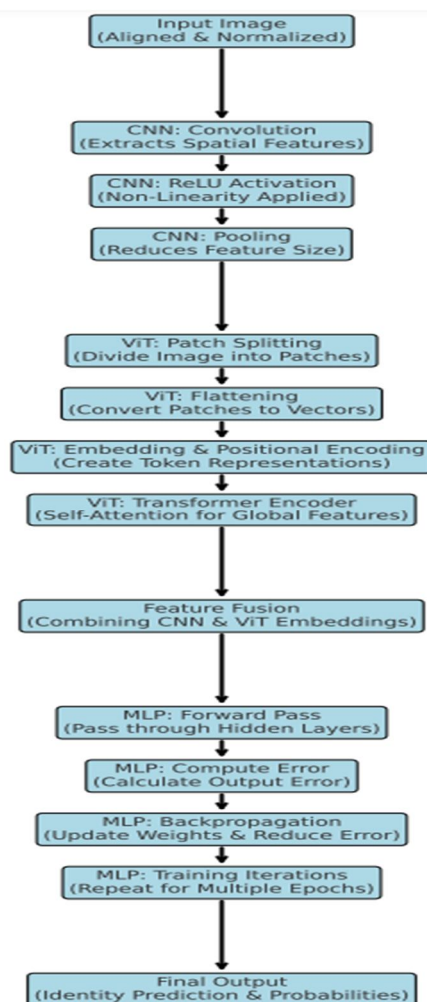 Input Image
(Aligned & Normalized)
CNN: Convolution
(Extracts Spatial Features)
CNN: ReLU Activation
(Non-Linearity Applied)
CNN: Pooling
(Reduces Feature Size)
ViT: Patch Splitting
(Divide Image into Patches)
ViT: Flattening
(Convert Patches to Vectors)
ViT: Embedding & Positional Encoding
(Create Token Representations)
ViT: Transformer Encoder
(Self-Attention for Global Features)
Feature Fusion
(Combining CNN & ViT Embeddings)
MLP: Forward Pass
(Pass through Hidden Layers)
MLP: Compute Error
(Calculate Output Error)
MLP: Backpropagation
(Update Weights & Reduce Error)
MLP: Training Iterations
(Repeat for Multiple Epochs)
Final Output
(Identity Prediction & Probabilities)